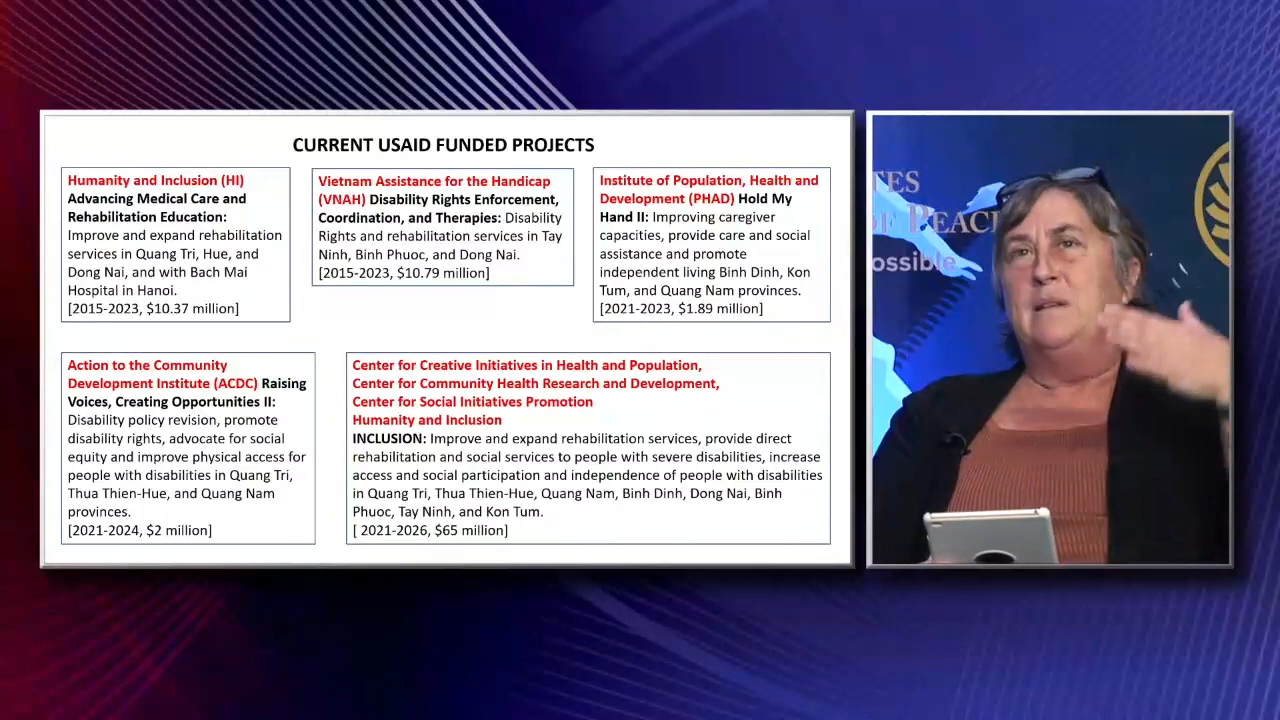 CURRENT USAID FUNDED PROJECTS
Humanity and Inclusion (HI)
Advancing Medical Care and
Rehabilitation Education:
Improve and expand rehabilitation
services in Quang Tri, Hue, and
Dong Nai, and with Bach Mai
Hospital in Hanoi.
[2015-2023, $10.37 million]
Vietnam Assistance for the Handicap
(VNAH) Disability Rights Enforcement,
Coordination, and Therapies: Disability
Rights and rehabilitation services in Tay
Ninh, Binh Phuoc, and Dong Nai.
[2015-2023, $10.79 million]
Institute of Population, Health and
Development (PHAD) Hold My
Hand II: Improving caregiver
capacities, provide care and social
assistance and promote
independent living Binh Dinh, Kon
Tum, and Quang Nam provinces.
[2021-2023, $1.89 million]
Action to the Community
Development Institute (ACDC) Raising
Voices, Creating Opportunities II:
Disability policy revision, promote
disability rights, advocate for social
equity and improve physical access for
people with disabilities in Quang Tri,
Thua Thien-Hue, and Quang Nam
provinces.
[2021-2024, $2 million]
Center for Creative Initiatives in Health and Population,
Center for Community Health Research and Development,
Center for Social Initiatives Promotion
Humanity and Inclusion
INCLUSION: Improve and expand rehabilitation services, provide direct
rehabilitation and social services to people with severe disabilities, increase
access and social participation and independence of people with disabilities
in Quang Tri, Thua Thien-Hue, Quang Nam, Binh Dinh, Dong Nai, Binh
Phuoc, Tay Ninh, and Kon Tum.
[ 2021-2026, $65 million]
TES
OF PEAC
ossible